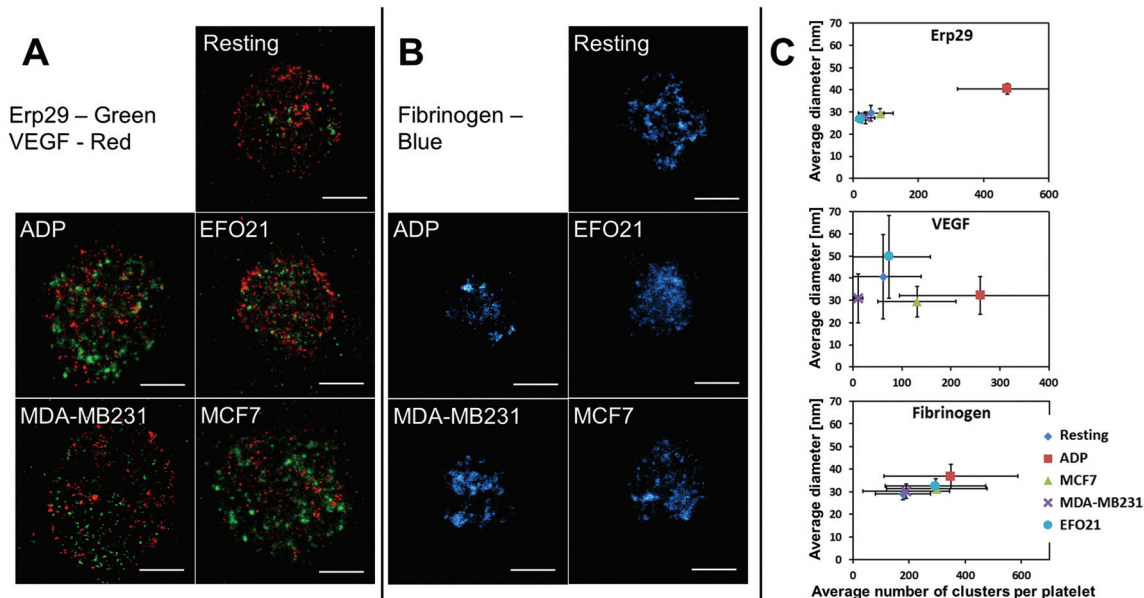 A
Erp29 – Green
VEGF - Red
Resting
ADP
EFO21
MDA-MB231
MCF7
B
Fibrinogen –
Blue
Resting
ADP
EFO21
MDA-MB231
MCF7
C
Erp29
Average diameter [nm]
70
60
50
40
30
20
10
0
0
200
400
600
VEGF
Average diameter [nm]
70
60
50
40
30
20
10
0
0
100
200
300
400
Fibrinogen
Average diameter [nm]
70
60
50
40
30
20
10
0
0
200
400
600
Resting
ADP
MCF7
MDA-MB231
EFO21
Average number of clusters per platelet